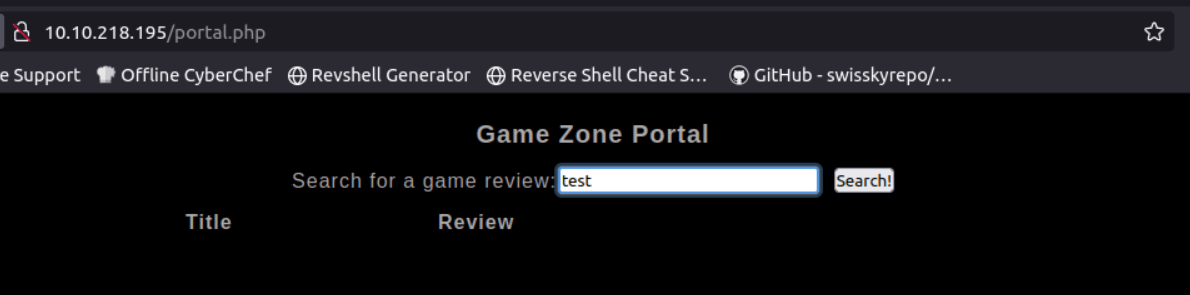 10.10.218.195/portal.php
e Support Offline CyberChef Revshell Generator Reverse Shell Cheat S... GitHub - swisskyrepo/...
Game Zone Portal
Search for a game review: test Search!
Title Review